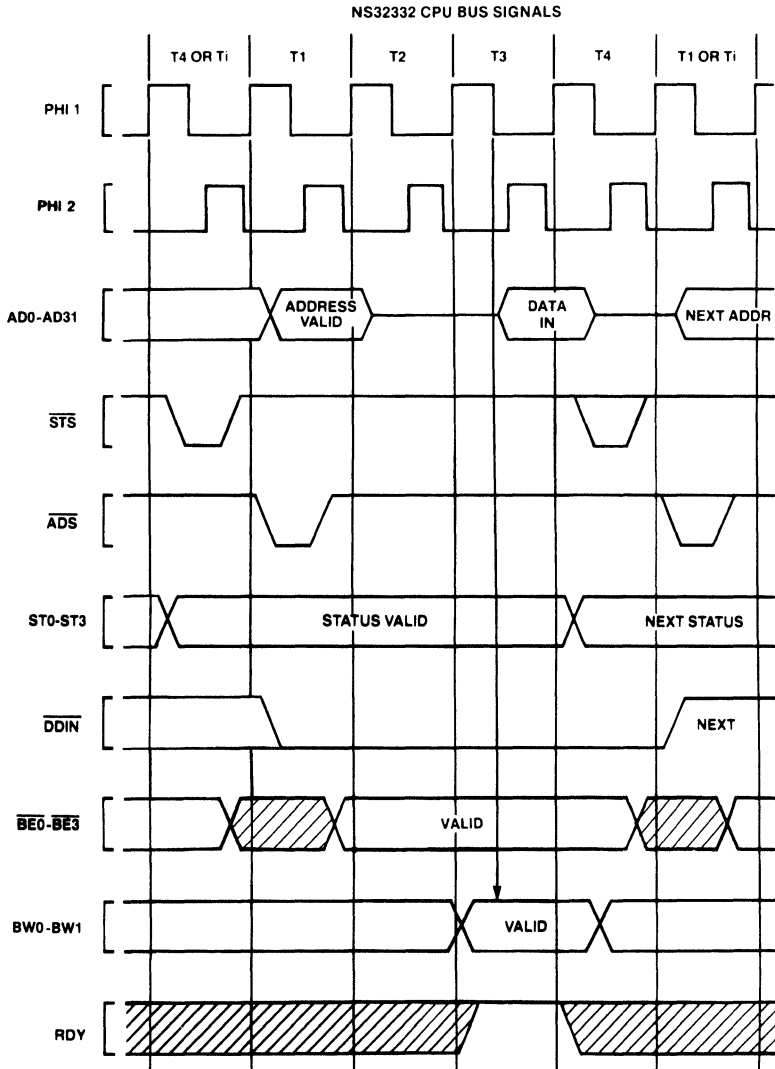 NS32332 CPU BUS SIGNALS
T4 OR Ti T1 T2 T3 T4 T1 OR Ti
PHI 1
PHI 2
AD0-AD31 ADDRESS VALID DATA IN NEXT ADDR
STS
ADS
ST0-ST3 STATUS VALID NEXT STATUS
DDIN NEXT
BE0-BE3 VALID
BW0-BW1 VALID
RDY